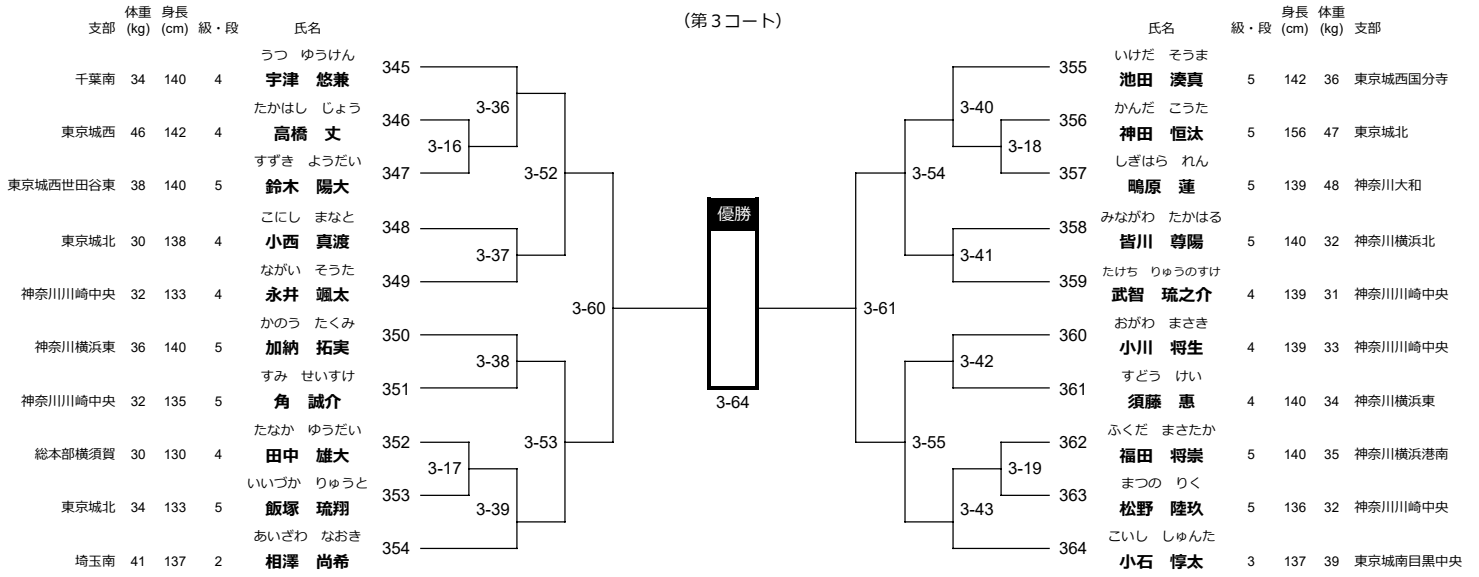 （第３コート）
支部 体重(kg) 身長(cm) 級・段 氏名
うつ　ゆうけん
千葉南 34 140 4 宇津　悠兼 345
たかはし　じょう
東京城西 46 142 4 高橋　丈 346
すずき　ようだい
東京城西世田谷東 38 140 5 鈴木　陽大 347
こにし　まなと
東京城北 30 138 4 小西　真渡 348
ながい　そうた
神奈川川崎中央 32 133 4 永井　颯太 349
かのう　たくみ
神奈川横浜東 36 140 5 加納　拓実 350
すみ　せいすけ
神奈川川崎中央 32 135 5 角　誠介 351
たなか　ゆうだい
総本部横須賀 30 130 4 田中　雄大 352
いいづか　りゅうと
東京城北 34 133 5 飯塚　琉翔 353
あいざわ　なおき
埼玉南 41 137 2 相澤　尚希 354
3-16
3-17
3-36
3-37
3-38
3-39
3-52
3-53
3-60
優勝
3-64
氏名 級・段 身長(cm) 体重(kg) 支部
いけだ　そうま
355 池田　湊真 5 142 36 東京城西国分寺
かんだ　こうた
356 神田　恒汰 5 156 47 東京城北
しぎはら　れん
357 鴫原　蓮 5 139 48 神奈川大和
みながわ　たかはる
358 皆川　尊陽 5 140 32 神奈川横浜北
たけち　りゅうのすけ
359 武智　琉之介 4 139 31 神奈川川崎中央
おがわ　まさき
360 小川　将生 4 139 33 神奈川川崎中央
すどう　けい
361 須藤　惠 4 140 34 神奈川横浜東
ふくだ　まさたか
362 福田　将崇 5 140 35 神奈川横浜港南
まつの　りく
363 松野　陸玖 5 136 32 神奈川川崎中央
こいし　しゅんた
364 小石　惇太 3 137 39 東京城南目黒中央
3-40
3-18
3-54
3-41
3-61
3-42
3-55
3-19
3-43